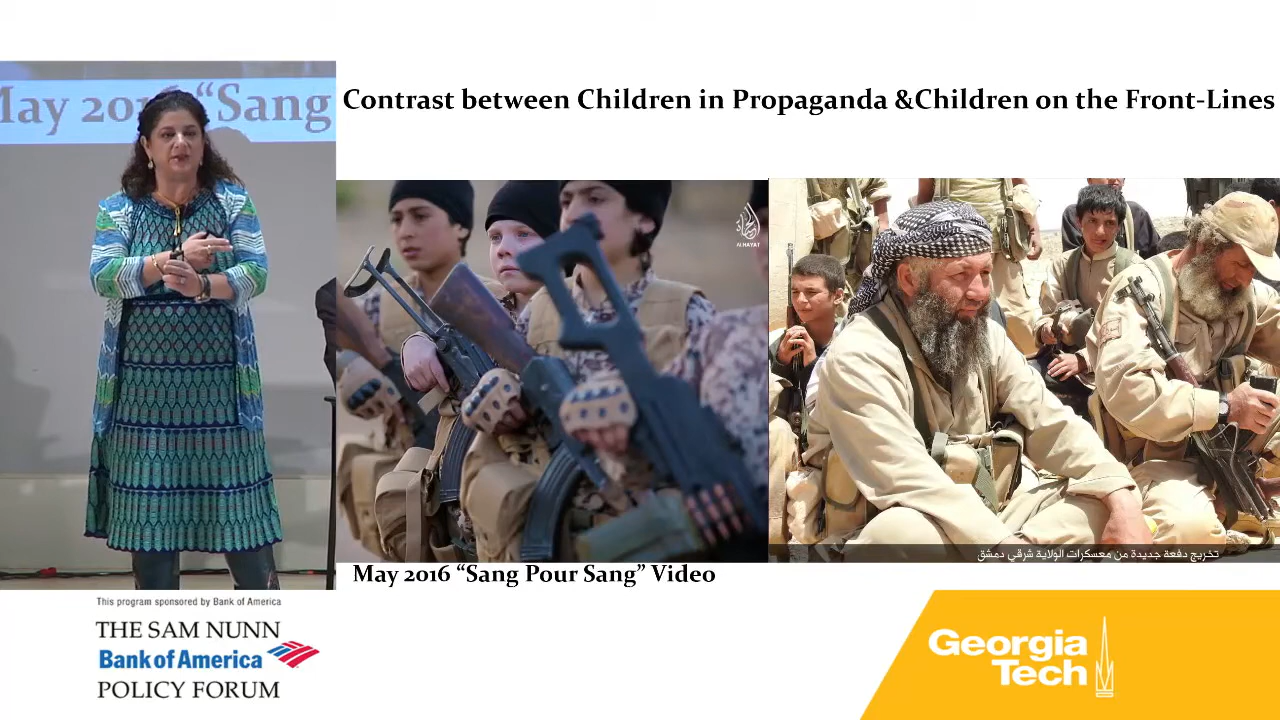 May 2016 “Sang
Contrast between Children in Propaganda &Children on the Front-Lines
ALHAYAT
تخريج دفعة جديدة من معسكرات الولاية شرقي دمشق
May 2016 “Sang Pour Sang” Video
This program sponsored by Bank of America
THE SAM NUNN
Bank of America
POLICY FORUM
Georgia
Tech